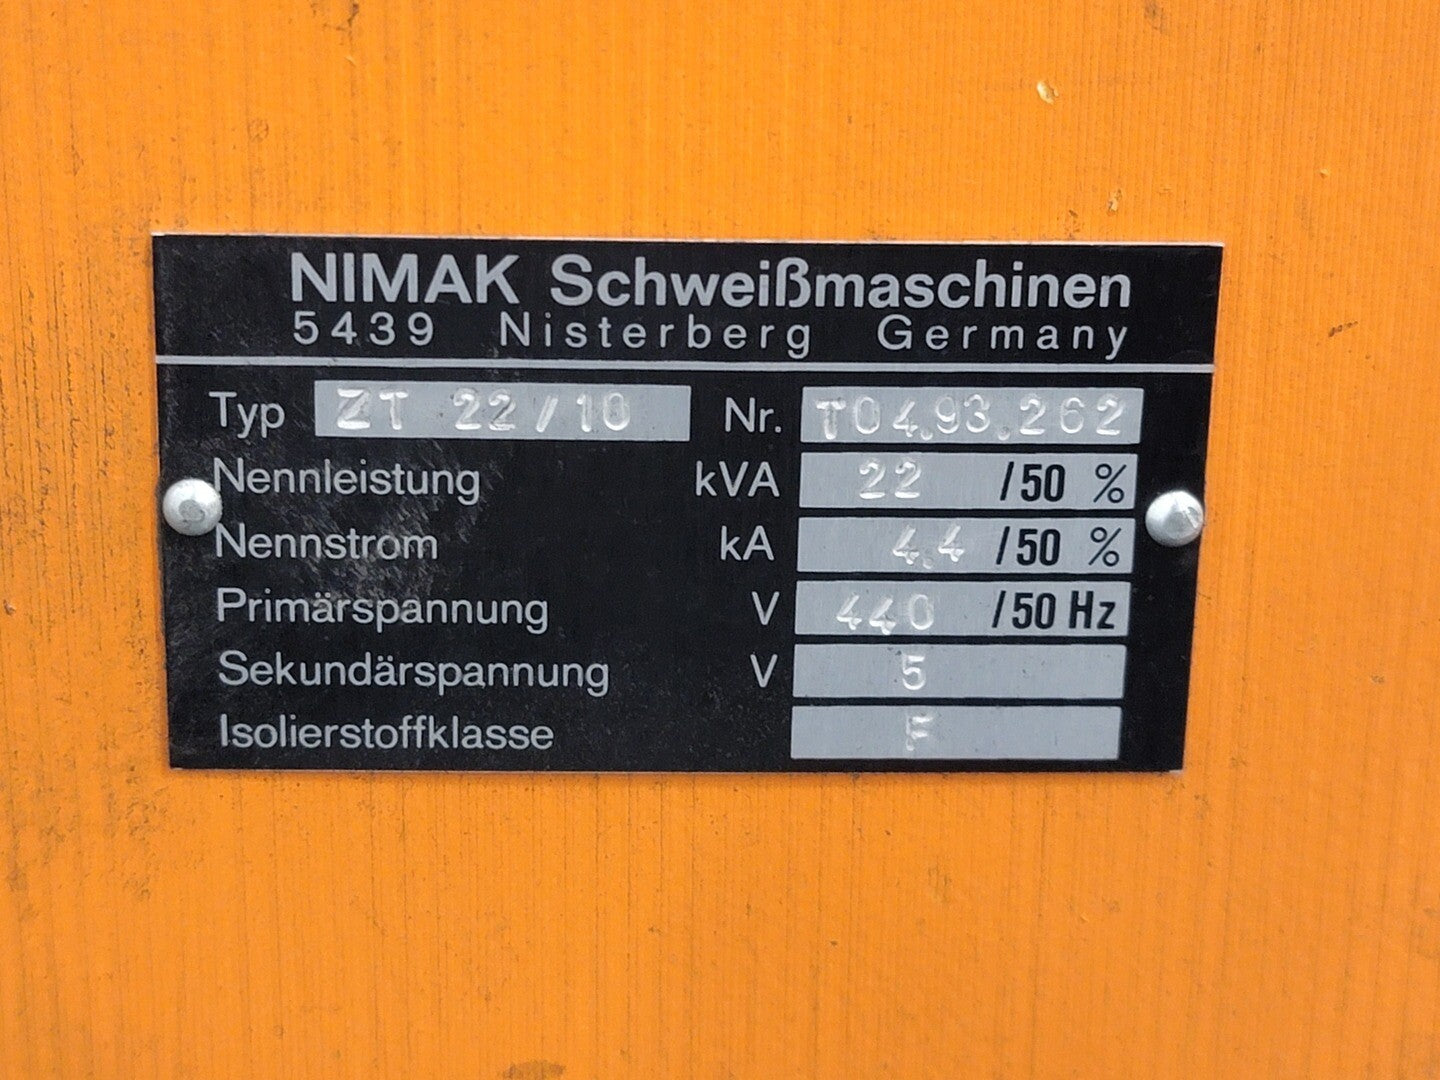 NIMAK Schweißmaschinen
5439 Nisterberg Germany
Typ ZT 22/10 Nr. T04.93.262
Nennleistung kVA 22 /50 %
Nennstrom kA 4.4 /50 %
Primärspannung V 440 /50 Hz
Sekundärspannung V 5
Isolierstoffklasse F